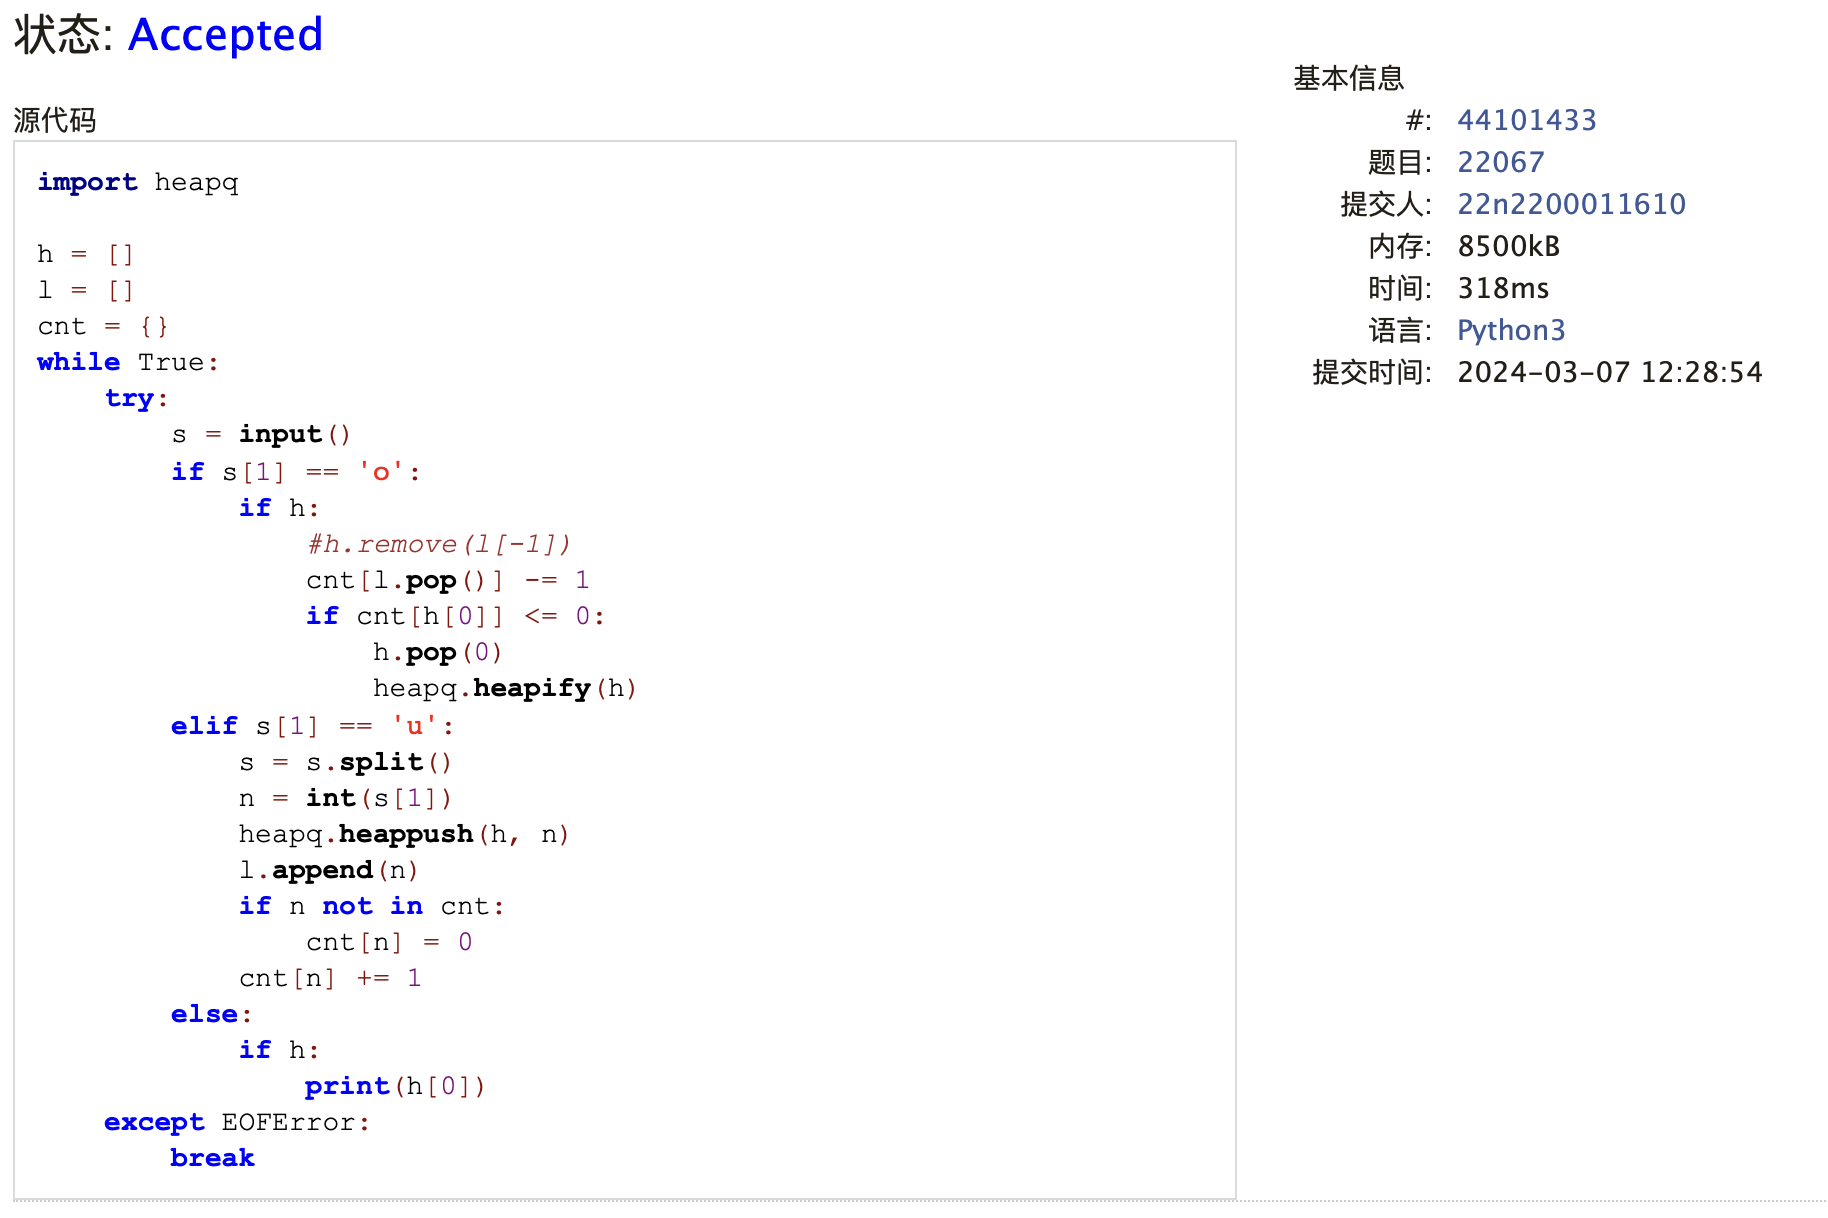 状态: Accepted
源代码
import heapq

h = []
l = []
cnt = {}
while True:
    try:
        s = input()
        if s[1] == 'o':
            if h:
                #h.remove(l[-1])
                cnt[l.pop()] -= 1
                if cnt[h[0]] <= 0:
                    h.pop(0)
                    heapq.heapify(h)
        elif s[1] == 'u':
            s = s.split()
            n = int(s[1])
            heapq.heappush(h, n)
            l.append(n)
            if n not in cnt:
                cnt[n] = 0
            cnt[n] += 1
        else:
            if h:
                print(h[0])
    except EOFError:
        break
基本信息
#: 44101433
题目: 22067
提交人: 22n2200011610
内存: 8500kB
时间: 318ms
语言: Python3
提交时间: 2024-03-07 12:28:54